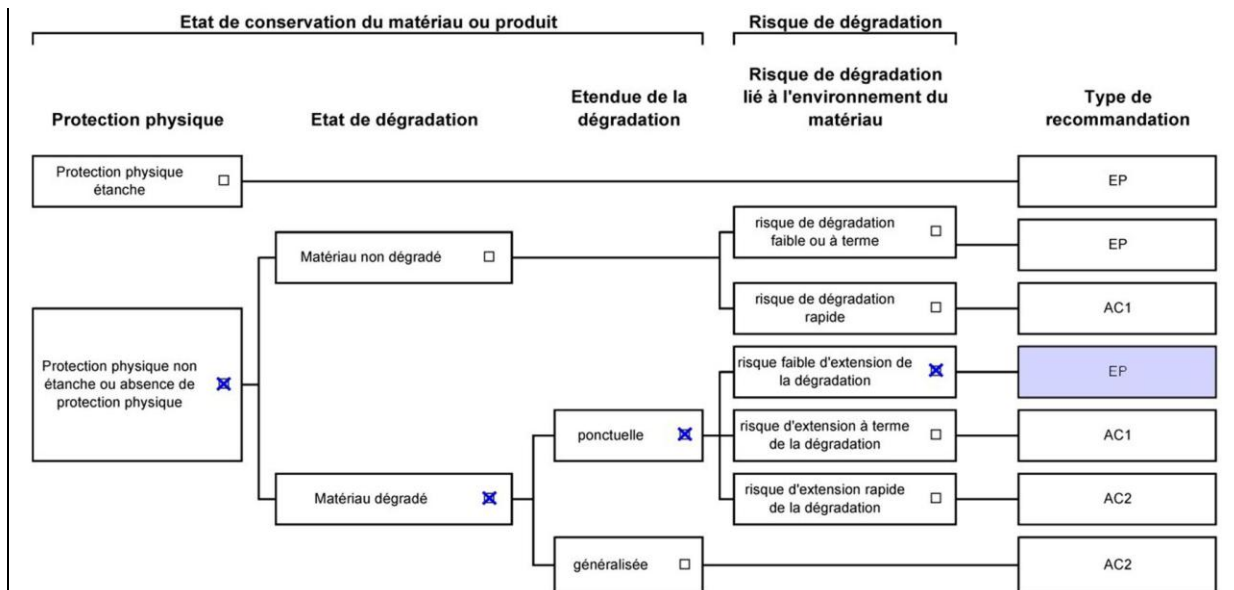 Etat de conservation du matériau ou produit
Risque de dégradation
Protection physique
Etat de dégradation
Etendue de la
dégradation
Risque de dégradation
lié à l'environnement du
matériau
Type de
recommandation
Protection physique
étanche
EP
Matériau non dégradé
risque de dégradation
faible ou à terme
EP
risque de dégradation
rapide
AC1
Protection physique non
étanche ou absence de
protection physique
risque faible d'extension de
la dégradation
EP
ponctuelle
risque d'extension à terme
de la dégradation
AC1
Matériau dégradé
risque d'extension rapide
de la dégradation
AC2
généralisée
AC2